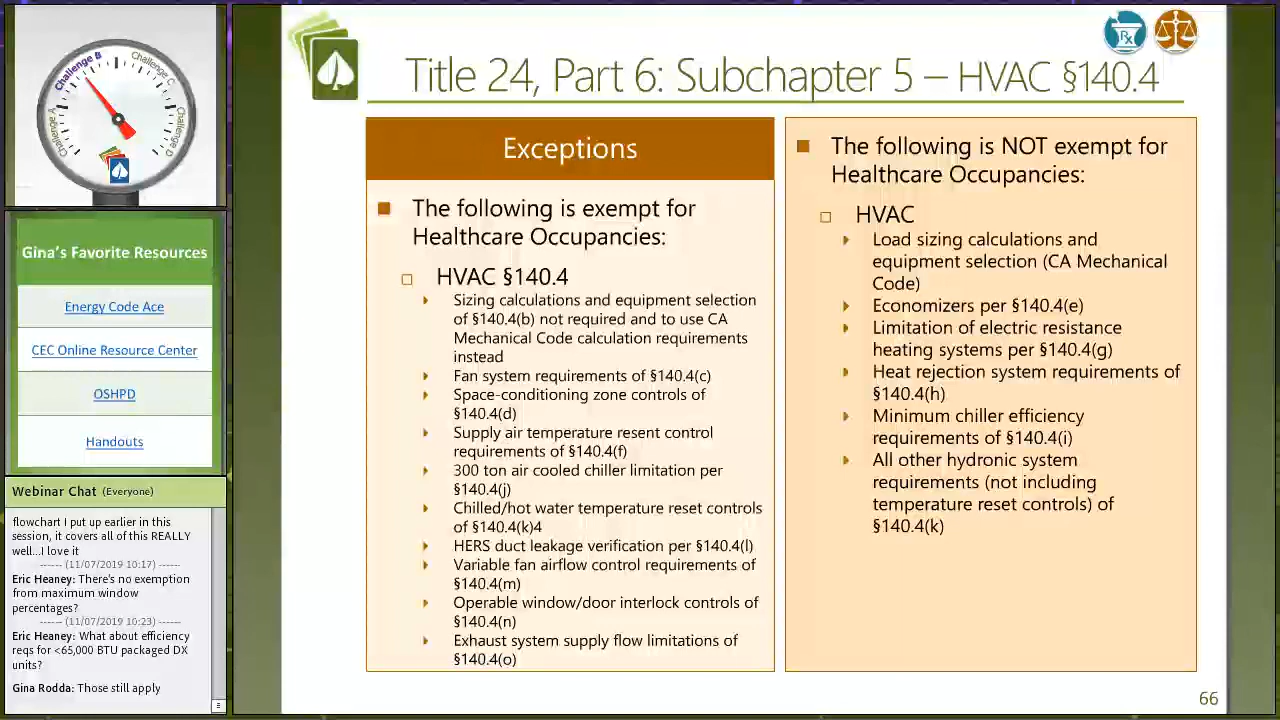 Challenge A
Challenge B
Challenge C
Challenge D
Gina's Favorite Resources
Energy Code Ace
CEC Online Resource Center
OSHPD
Handouts
Webinar Chat (Everyone)
flowchart I put up earlier in this
session, it covers all of this REALLY
well...I love it
------ (11/07/2019 10:17) ------
Eric Heaney: There's no exemption
from maximum window
percentages?
------ (11/07/2019 10:23) ------
Eric Heaney: What about efficiency
reqs for <65,000 BTU packaged DX
units?
Gina Rodda: Those still apply
Rx
Title 24, Part 6: Subchapter 5 – HVAC §140.4
Exceptions
The following is exempt for
Healthcare Occupancies:
HVAC §140.4
Sizing calculations and equipment selection
of §140.4(b) not required and to use CA
Mechanical Code calculation requirements
instead
Fan system requirements of §140.4(c)
Space-conditioning zone controls of
§140.4(d)
Supply air temperature resent control
requirements of §140.4(f)
300 ton air cooled chiller limitation per
§140.4(j)
Chilled/hot water temperature reset controls
of §140.4(k)4
HERS duct leakage verification per §140.4(l)
Variable fan airflow control requirements of
§140.4(m)
Operable window/door interlock controls of
§140.4(n)
Exhaust system supply flow limitations of
§140.4(o)
The following is NOT exempt for
Healthcare Occupancies:
HVAC
Load sizing calculations and
equipment selection (CA Mechanical
Code)
Economizers per §140.4(e)
Limitation of electric resistance
heating systems per §140.4(g)
Heat rejection system requirements of
§140.4(h)
Minimum chiller efficiency
requirements of §140.4(i)
All other hydronic system
requirements (not including
temperature reset controls) of
§140.4(k)
66